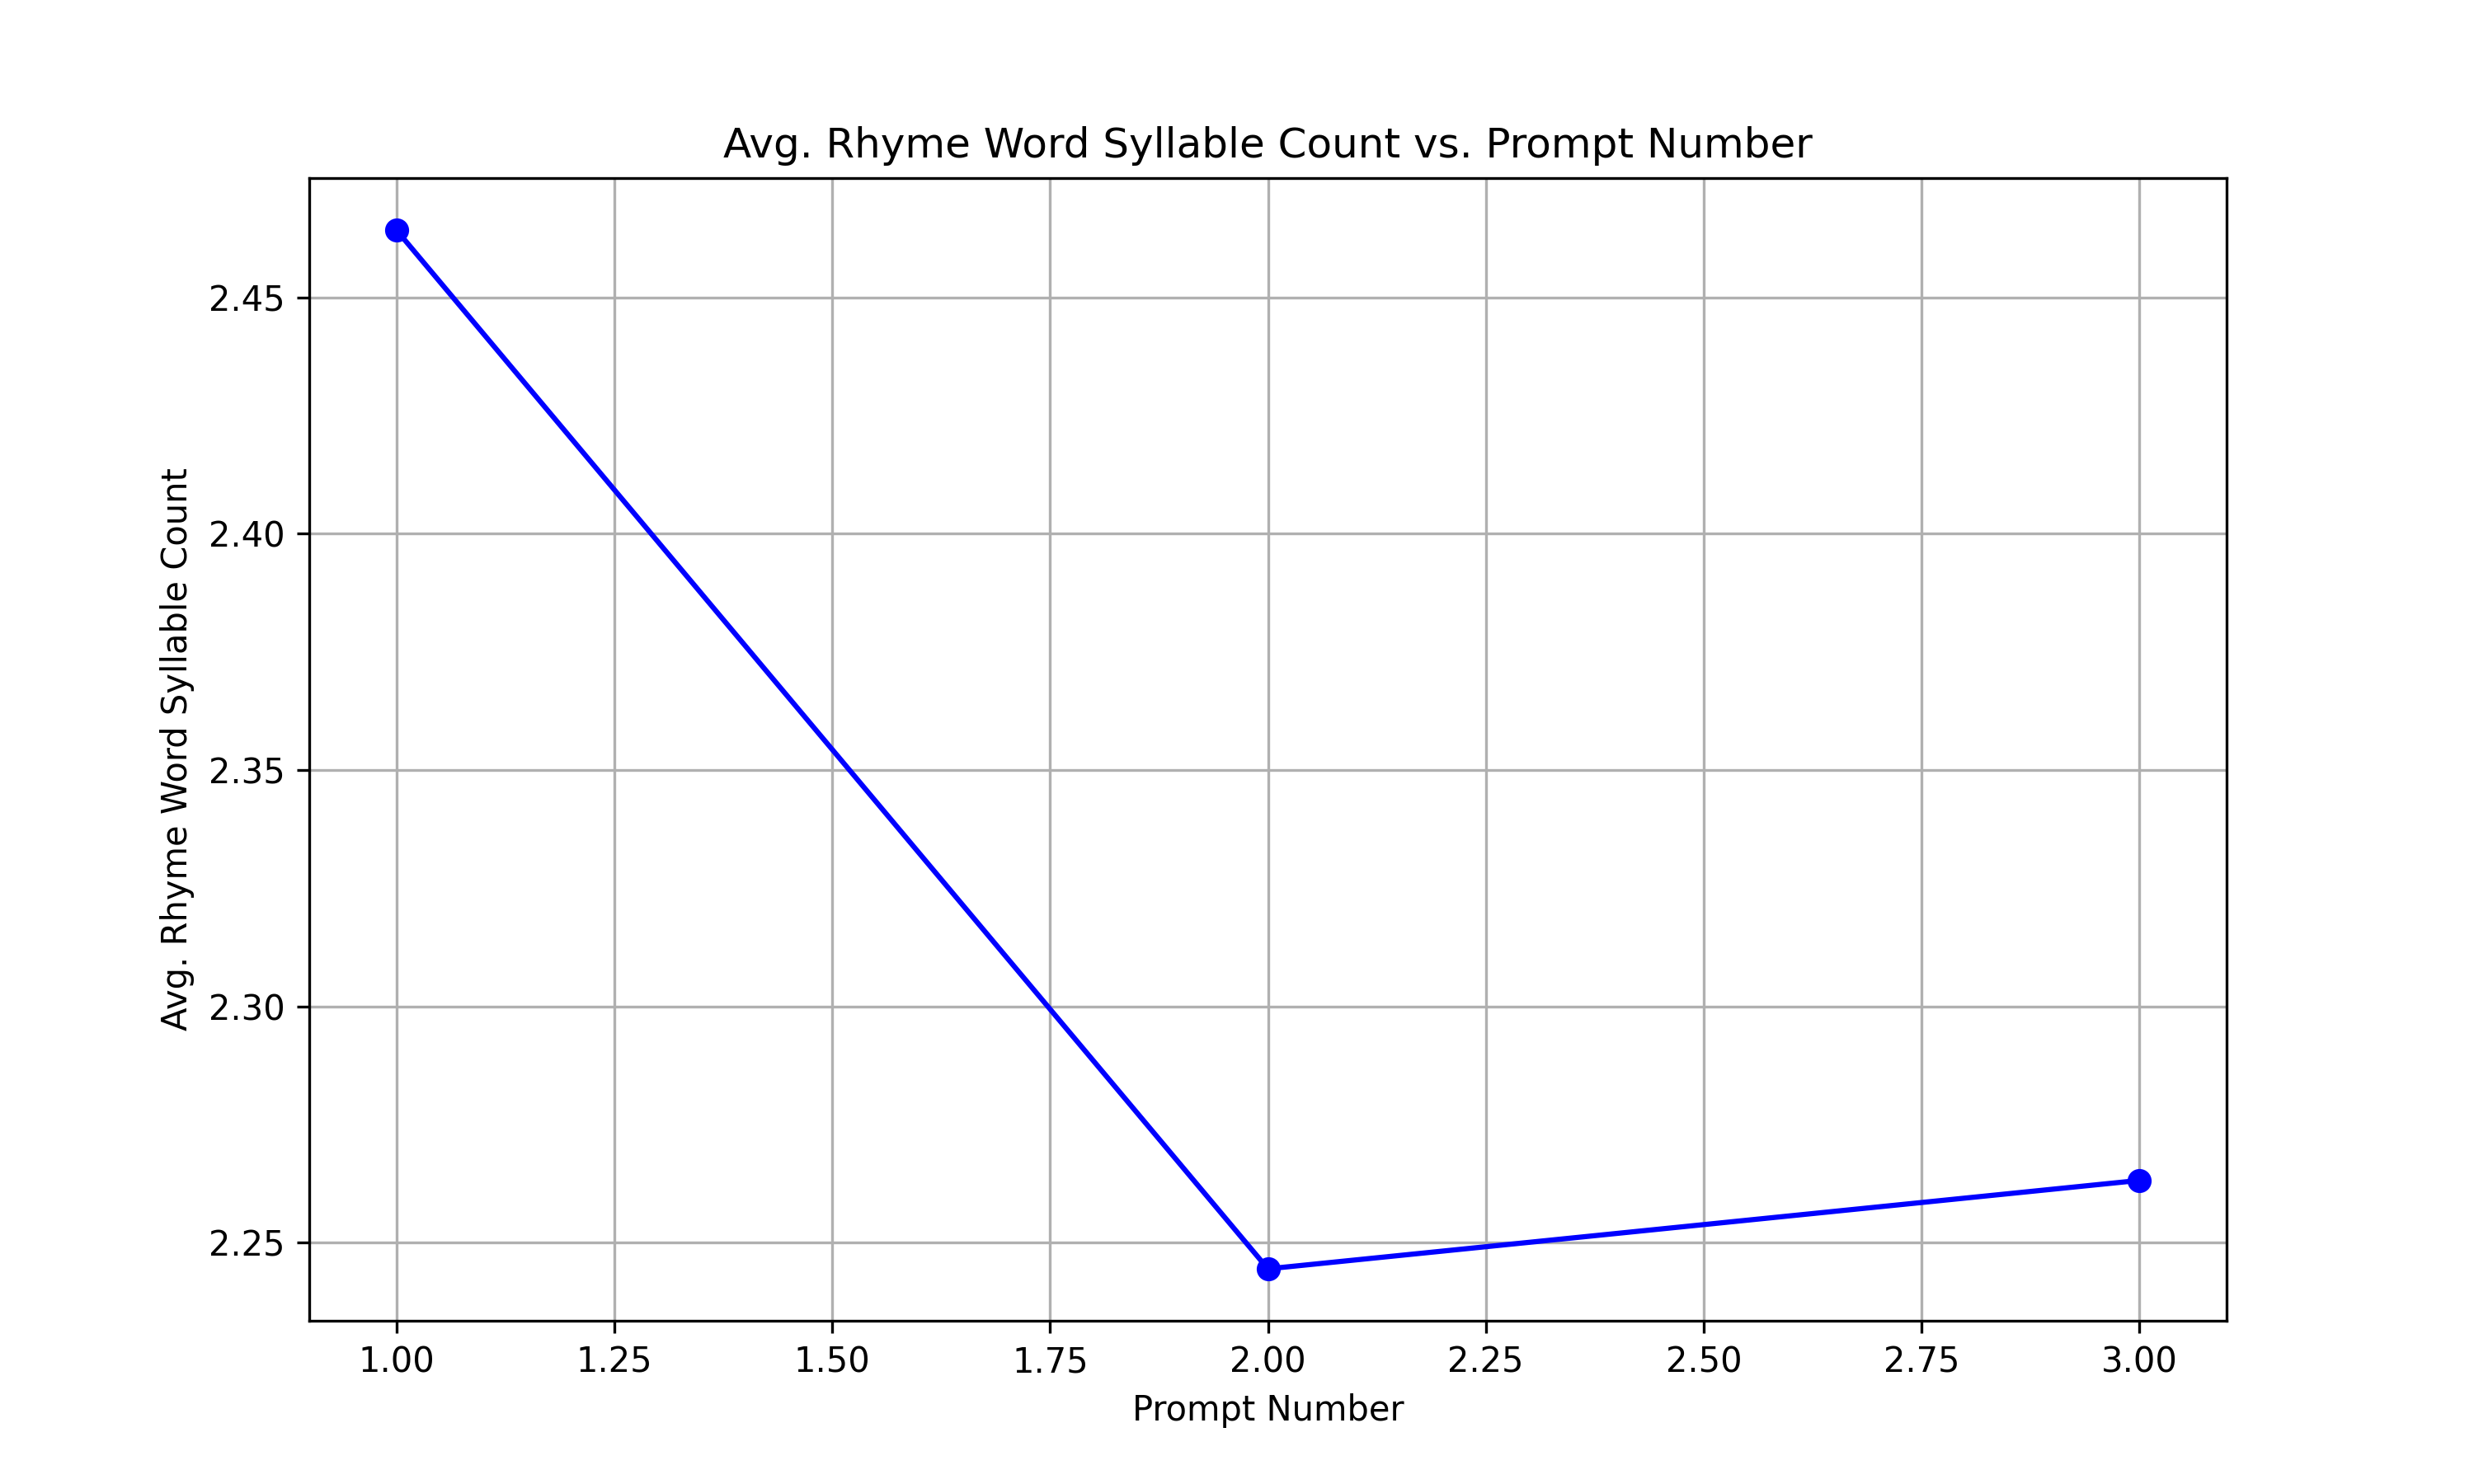 Avg. Rhyme Word Syllable Count vs. Prompt Number
Avg. Rhyme Word Syllable Count
2.45
2.40
2.35
2.30
2.25
1.00 1.25 1.50 1.75 2.00 2.25 2.50 2.75 3.00
Prompt Number